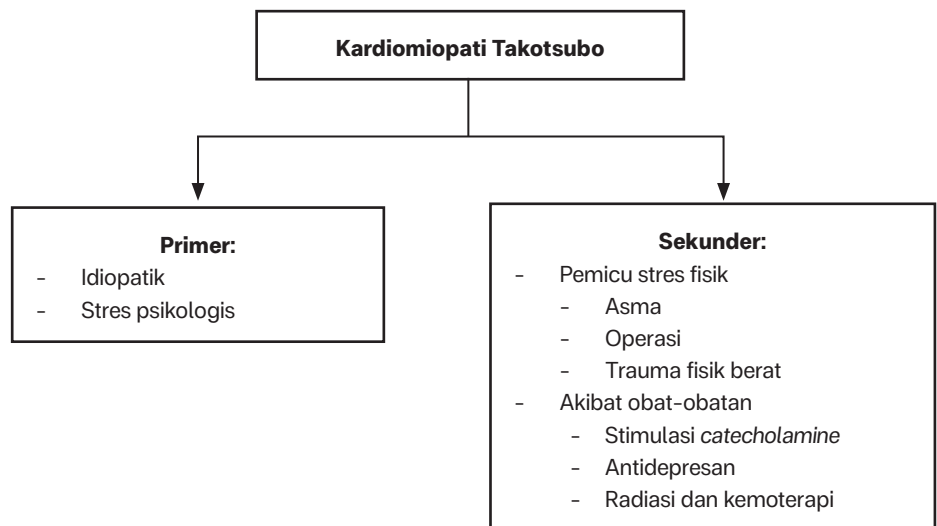 Kardiomiopati Takotsubo
Primer:
- Idiopatik
- Stres psikologis
Sekunder:
- Pemicu stres fisik
- Asma
- Operasi
- Trauma fisik berat
- Akibat obat-obatan
- Stimulasi catecholamine
- Antidepresan
- Radiasi dan kemoterapi